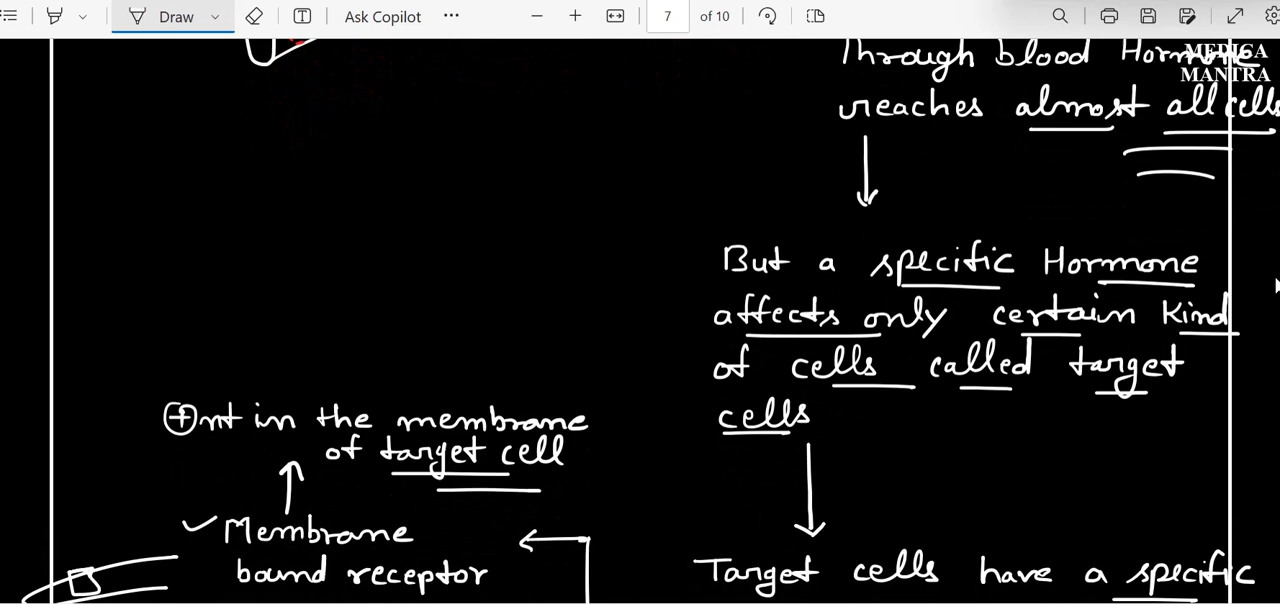 Draw
Ask Copilot
7 of 10
MEDICA
MANTRA
Through blood Hormone
reaches almost all cells
But a specific Hormone
affects only certain kind
of cells called target
cells
⊕nt in the membrane
of target cell
Membrane
bound receptor
Target cells have a specific